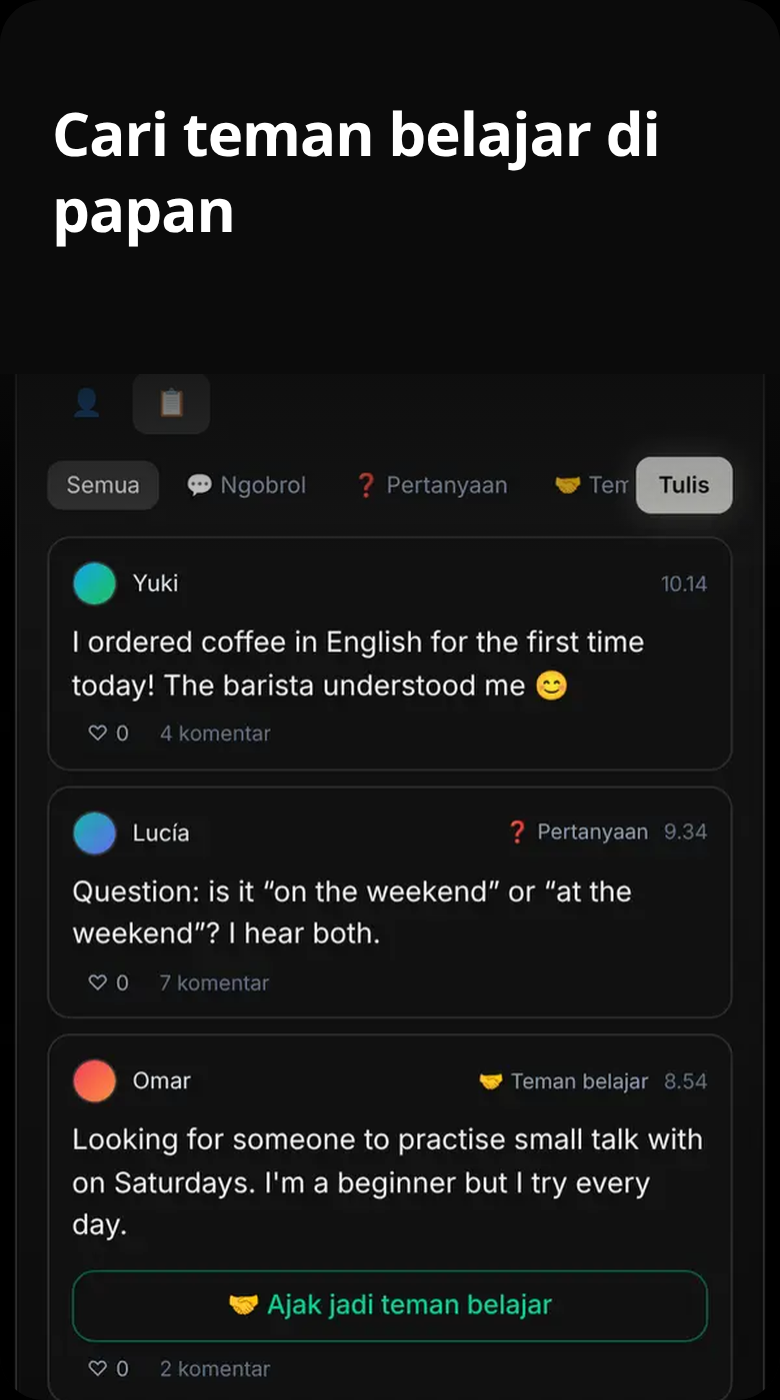 Cari teman belajar di
papan
Semua
💬 Ngobrol
❓ Pertanyaan
🤝 Tem
Tulis
Yuki
10.14
I ordered coffee in English for the first time
today! The barista understood me 😊
♡ 0
4 komentar
Lucía
❓ Pertanyaan 9.34
Question: is it “on the weekend” or “at the
weekend”? I hear both.
♡ 0
7 komentar
Omar
🤝 Teman belajar 8.54
Looking for someone to practise small talk with
on Saturdays. I'm a beginner but I try every
day.
🤝 Ajak jadi teman belajar
♡ 0
2 komentar